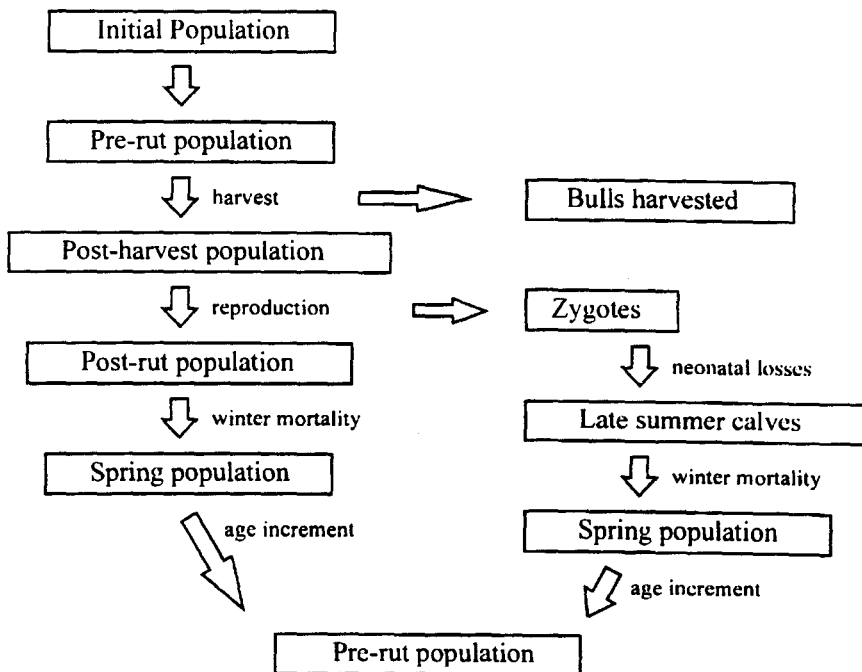 Initial Population
Pre-rut population
harvest
Bulls harvested
Post-harvest population
reproduction
Zygotes
Post-rut population
neonatal losses
winter mortality
Late summer calves
Spring population
winter mortality
age increment
Spring population
age increment
Pre-rut population